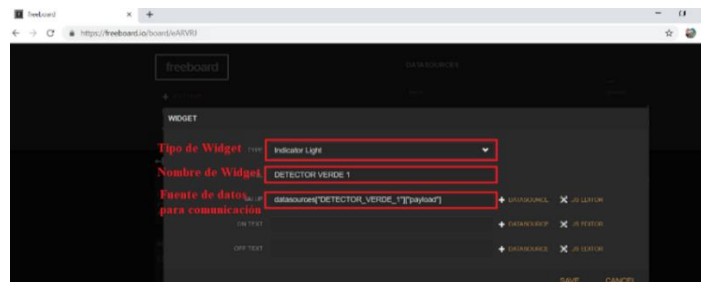 freeboard
https://freeboard.io/board/eARVRJ
freeboard
DATASOURCES
WIDGET
Tipo de Widget TYPE Indicator Light
Nombre de Widget DETECTOR VERDE 1
Fuente de datos VALUE datasources["DETECTOR_VERDE_1"]["payload"] + DATASOURCE JS EDITOR
para comunicación
ON TEXT + DATASOURCE JS EDITOR
OFF TEXT + DATASOURCE JS EDITOR
SAVE CANCEL